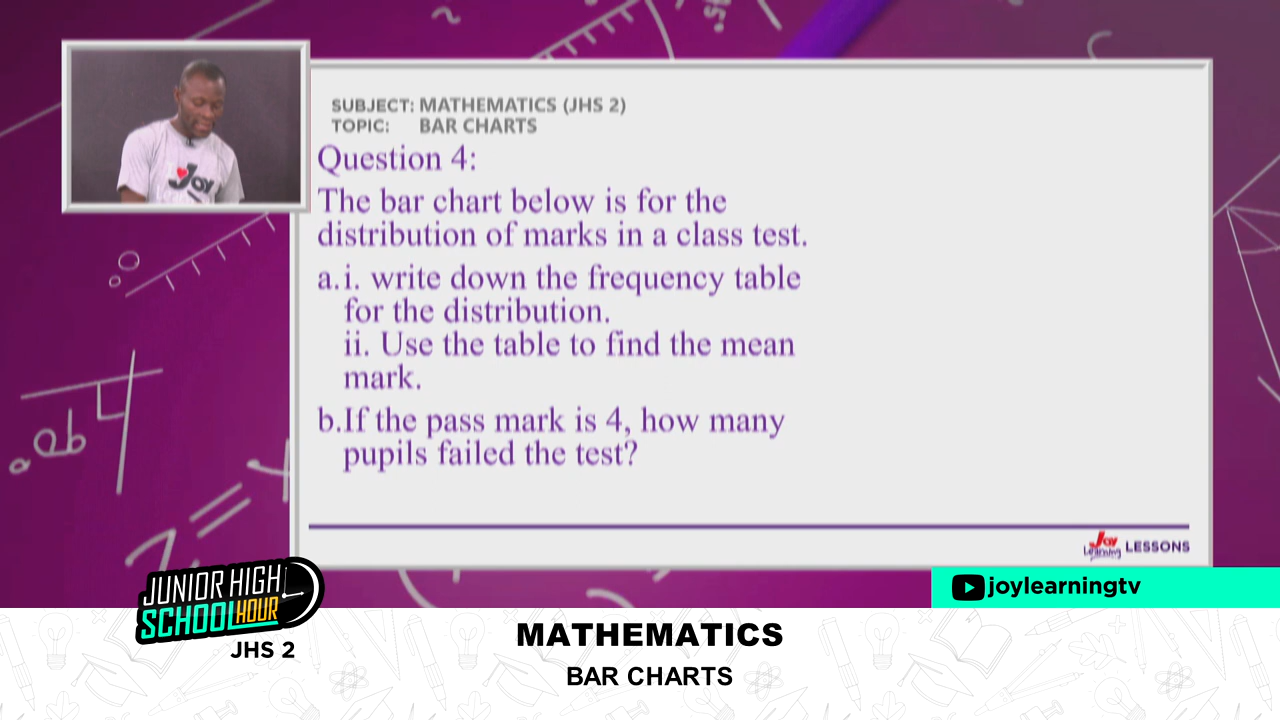 SUBJECT: MATHEMATICS (JHS 2)
TOPIC: BAR CHARTS
Question 4:
The bar chart below is for the
distribution of marks in a class test.
a.i. write down the frequency table
for the distribution.
ii. Use the table to find the mean
mark.
b.If the pass mark is 4, how many
pupils failed the test?
Joy
Joy
Learning
LESSONS
joylearningtv
JUNIOR HIGH
SCHOOL HOUR
JHS 2
MATHEMATICS
BAR CHARTS